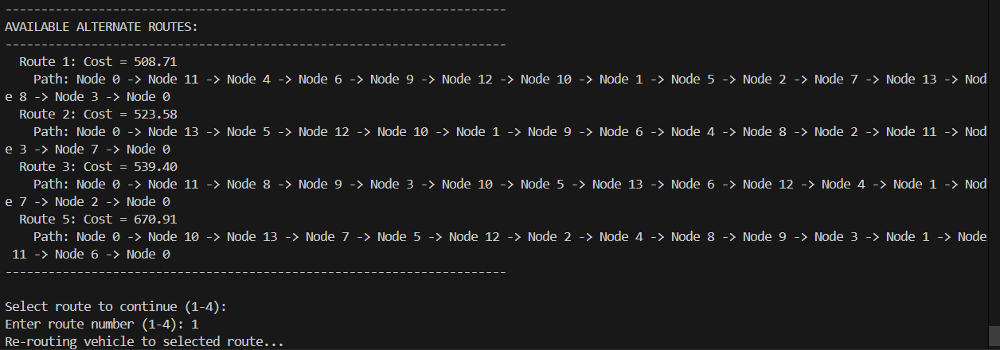 ----------------------------------------------------------------------
AVAILABLE ALTERNATE ROUTES:
----------------------------------------------------------------------
  Route 1: Cost = 508.71
    Path: Node 0 -> Node 11 -> Node 4 -> Node 6 -> Node 9 -> Node 12 -> Node 10 -> Node 1 -> Node 5 -> Node 2 -> Node 7 -> Node 13 -> Nod
e 8 -> Node 3 -> Node 0
  Route 2: Cost = 523.58
    Path: Node 0 -> Node 13 -> Node 5 -> Node 12 -> Node 10 -> Node 1 -> Node 9 -> Node 6 -> Node 4 -> Node 8 -> Node 2 -> Node 11 -> Nod
e 3 -> Node 7 -> Node 0
  Route 3: Cost = 539.40
    Path: Node 0 -> Node 11 -> Node 8 -> Node 9 -> Node 3 -> Node 10 -> Node 5 -> Node 13 -> Node 6 -> Node 12 -> Node 4 -> Node 1 -> Nod
e 7 -> Node 2 -> Node 0
  Route 5: Cost = 670.91
    Path: Node 0 -> Node 10 -> Node 13 -> Node 7 -> Node 5 -> Node 12 -> Node 2 -> Node 4 -> Node 8 -> Node 9 -> Node 3 -> Node 1 -> Node
 11 -> Node 6 -> Node 0
----------------------------------------------------------------------
Select route to continue (1-4):
Enter route number (1-4): 1
Re-routing vehicle to selected route...